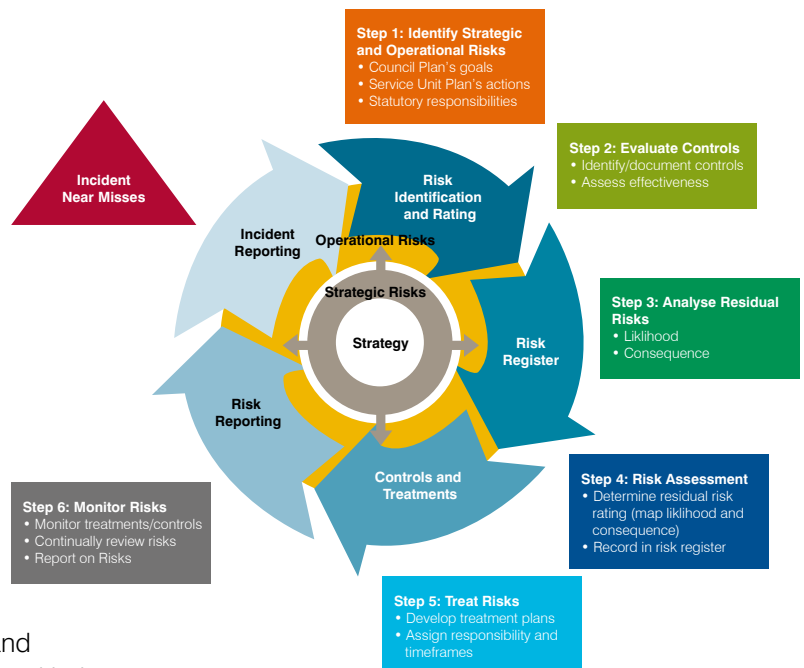 Step 1: Identify Strategic
and Operational Risks
• Council Plan's goals
• Service Unit Plan's actions
• Statutory responsibilities
Step 2: Evaluate Controls
• Identify/document controls
• Assess effectiveness
Incident
Near Misses
Risk
Identification
and Rating
Incident
Reporting
Operational Risks
Strategic Risks
Strategy
Step 3: Analyse Residual
Risks
• Liklihood
• Consequence
Risk
Register
Risk
Reporting
Controls and
Treatments
Step 4: Risk Assessment
• Determine residual risk
rating (map liklihood and
consequence)
• Record in risk register
Step 6: Monitor Risks
• Monitor treatments/controls
• Continually review risks
• Report on Risks
Step 5: Treat Risks
• Develop treatment plans
• Assign responsibility and
timeframes